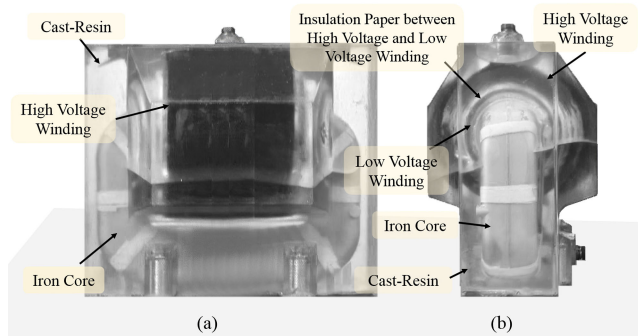 Cast-Resin
High Voltage
Winding
Iron Core
(a)
Insulation Paper between
High Voltage and Low
Voltage Winding
High Voltage
Winding
Low Voltage
Winding
Iron Core
Cast-Resin
(b)